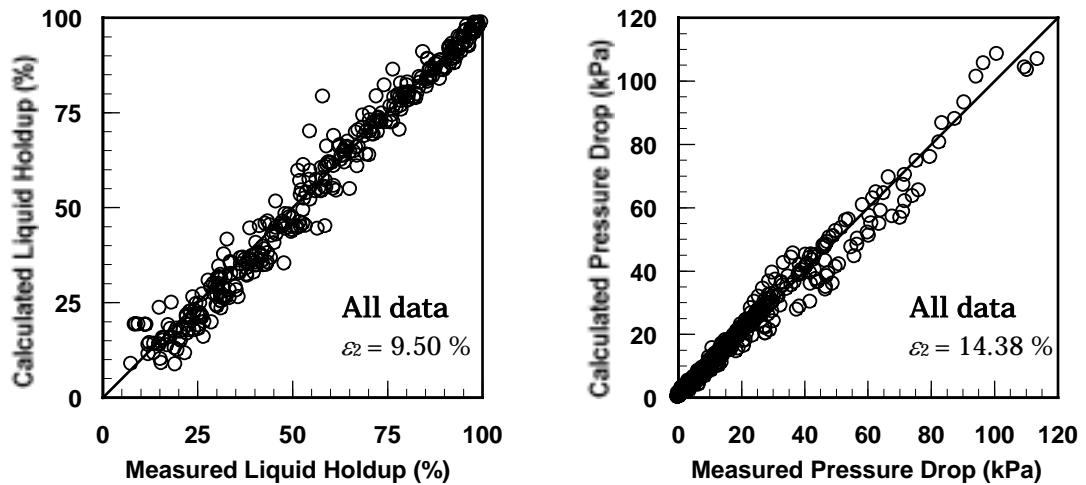 Calculated Liquid Holdup (%)
100
75
50
25
0
All data
ε2 = 9.50 %
0 25 50 75 100
Measured Liquid Holdup (%)
Calculated Pressure Drop (kPa)
120
100
80
60
40
20
0
All data
ε2 = 14.38 %
0 20 40 60 80 100 120
Measured Pressure Drop (kPa)